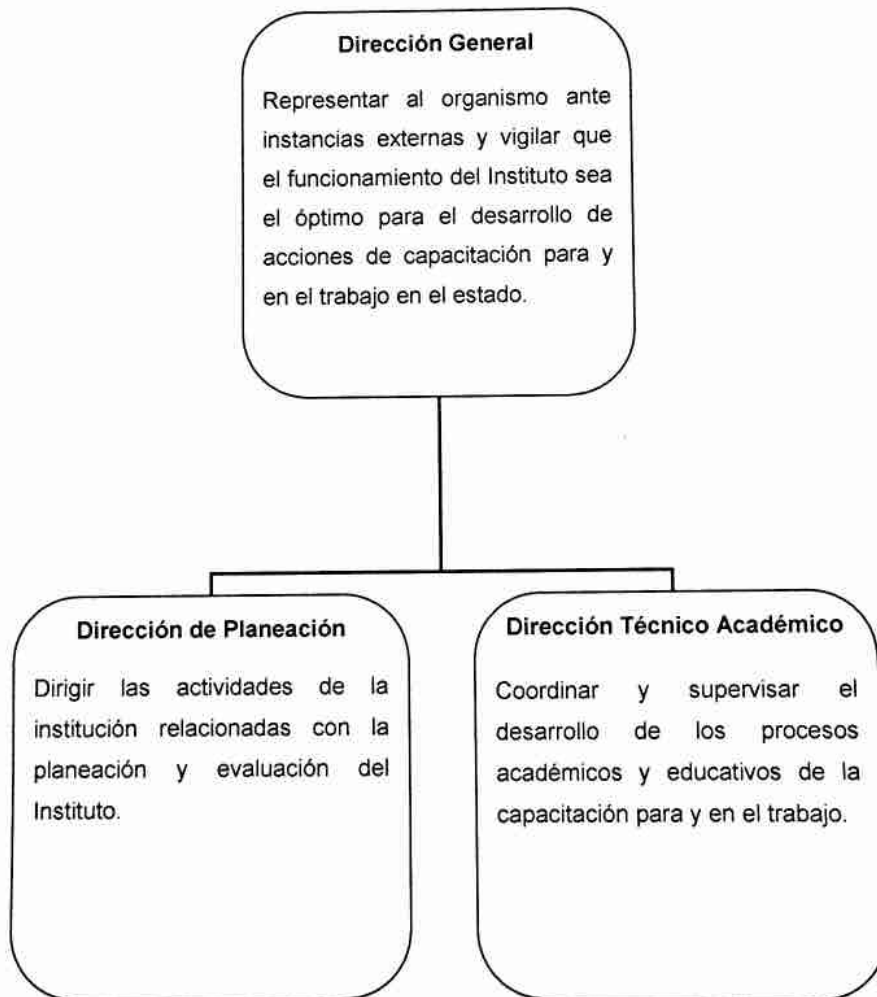 Dirección General
Representar al organismo ante
instancias externas y vigilar que
el funcionamiento del Instituto sea
el óptimo para el desarrollo de
acciones de capacitación para y
en el trabajo en el estado.
Dirección de Planeación
Dirigir las actividades de la
institución relacionadas con la
planeación y evaluación del
Instituto.
Dirección Técnico Académico
Coordinar y supervisar el
desarrollo de los procesos
académicos y educativos de la
capacitación para y en el trabajo.